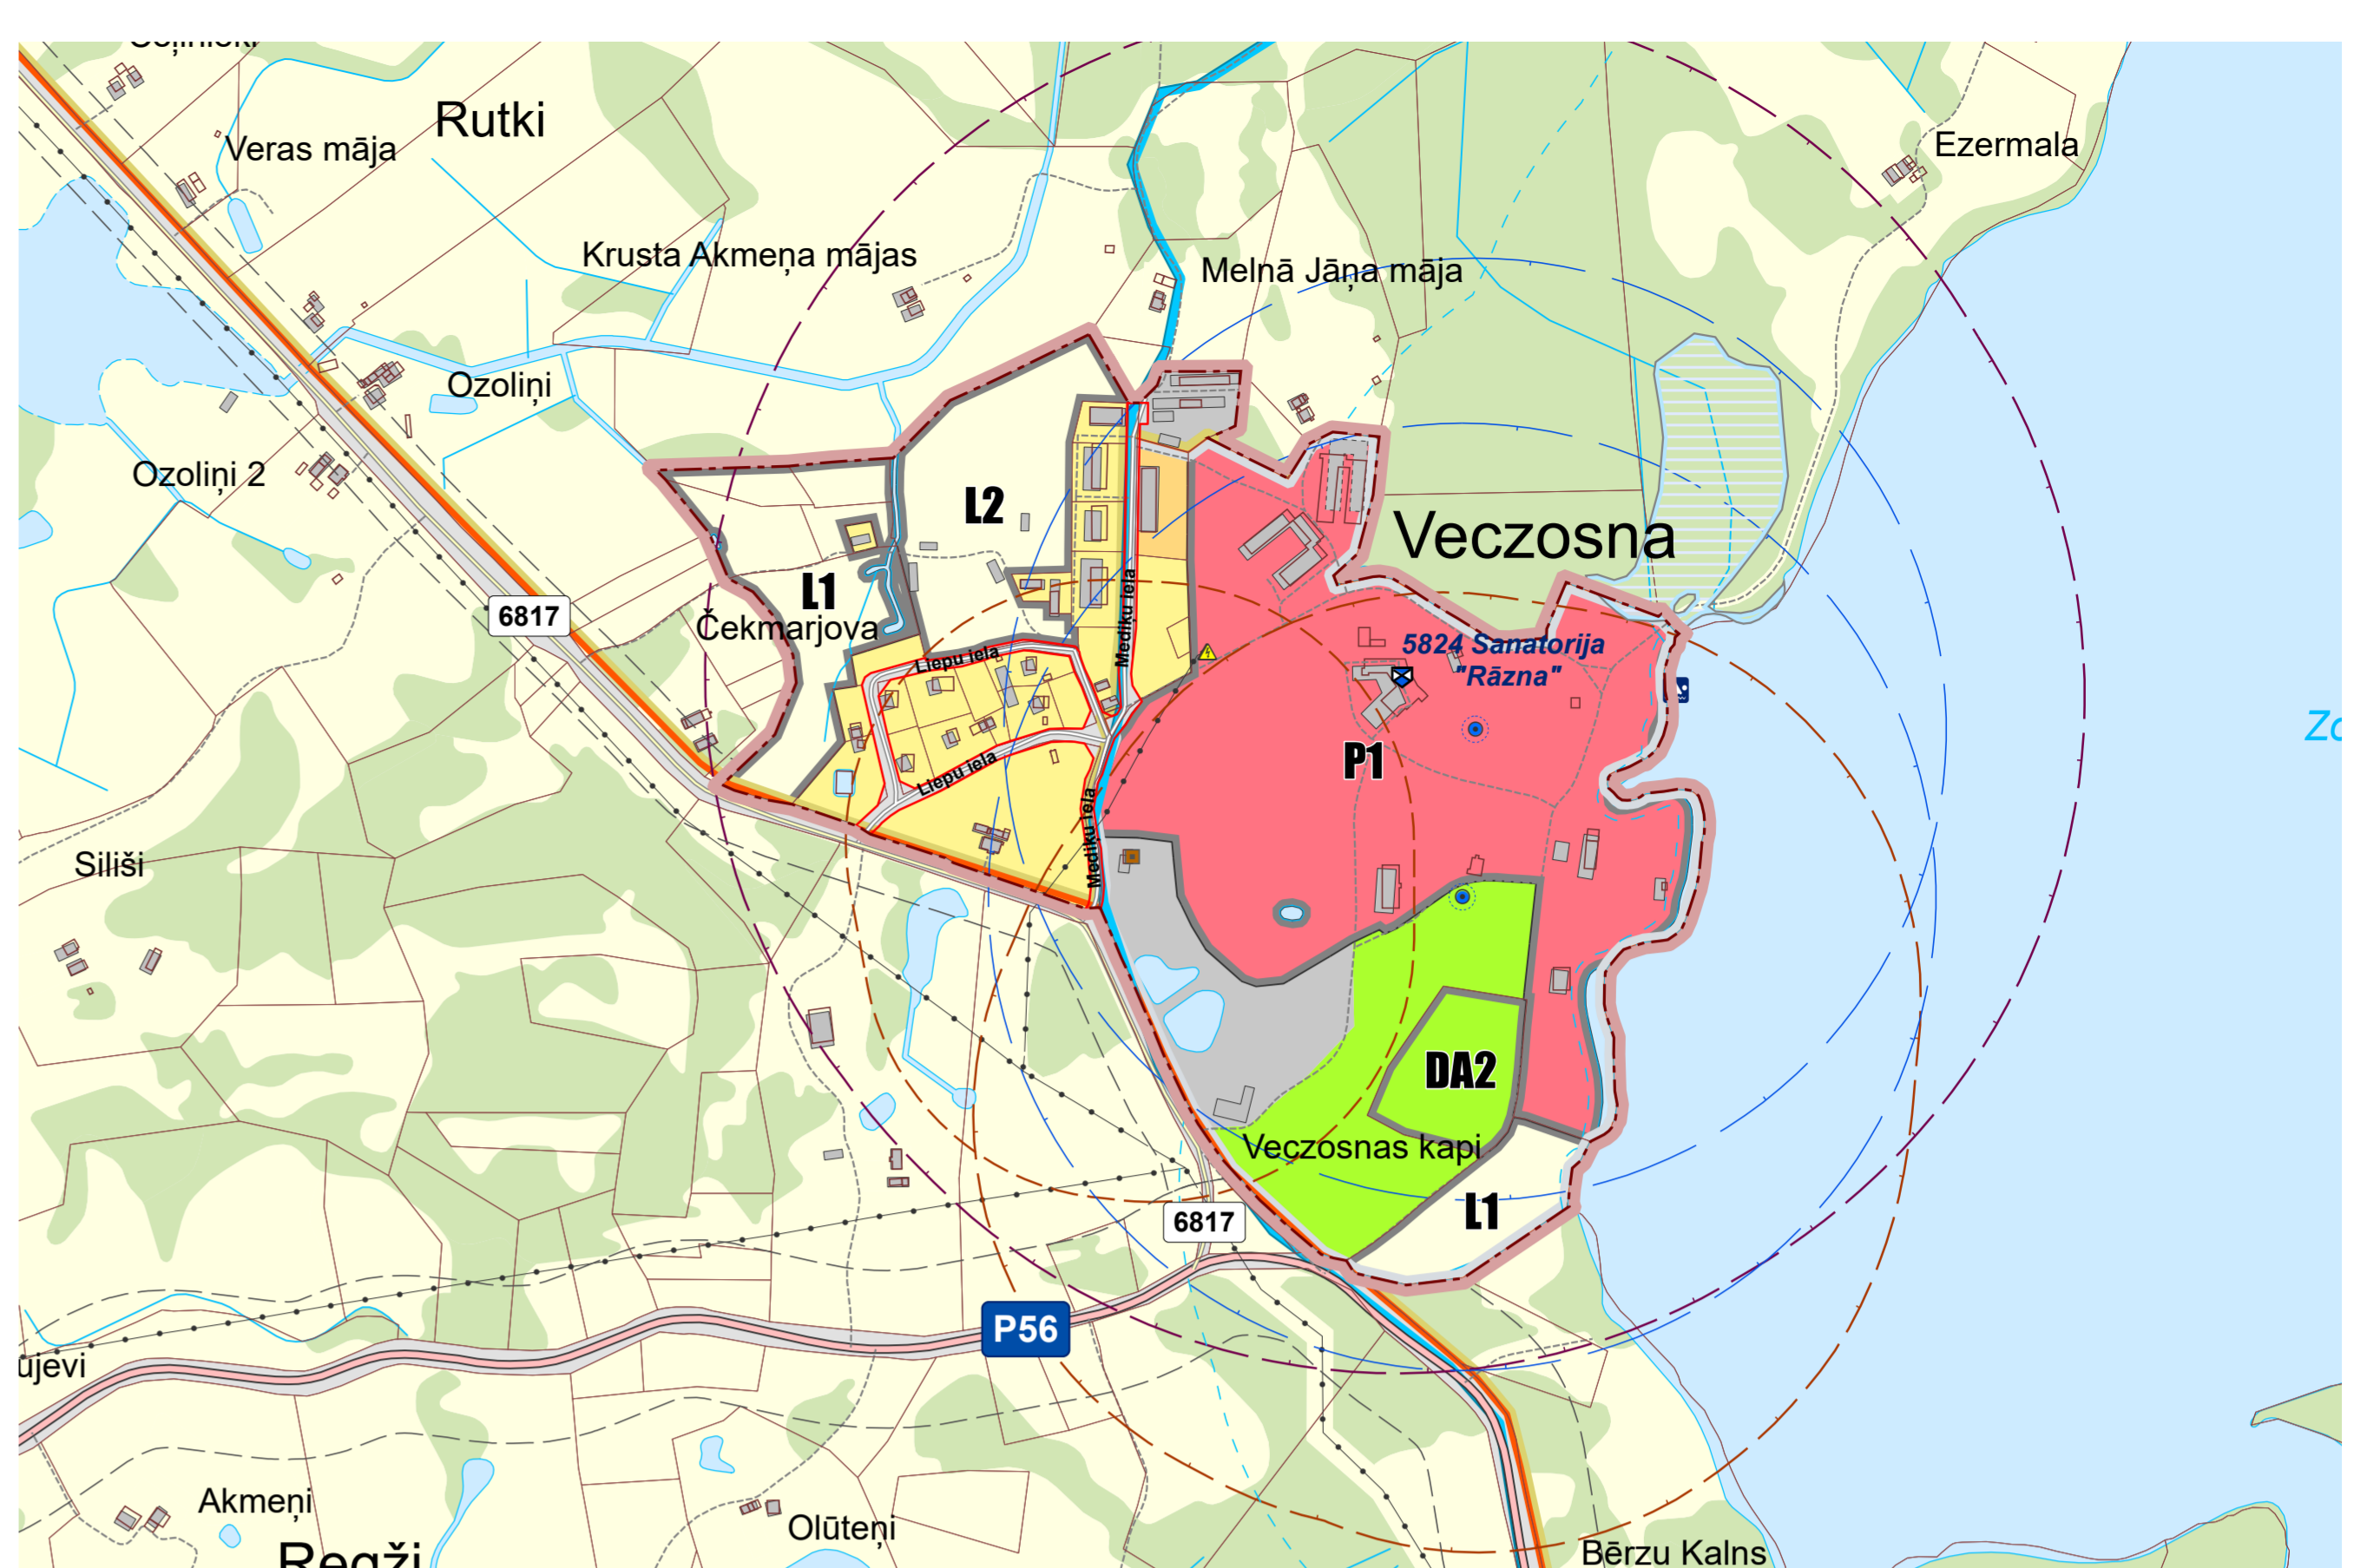 Rutki
Veras māja
Ezermala
Krusta Akmeņa mājas
Melnā Jāņa māja
Ozoliņi
Ozoliņi 2
L2
Veczosna
L1
Čekmarjova
6817
Mediķu iela
Liepu iela
5824 Sanatorija
"Rāzna"
P1
Liepu iela
Mediķu iela
Siliši
DA2
Veczosnas kapi
L1
6817
P56
Akmeņi
Olūteņi
Regži
Bērzu Kalns